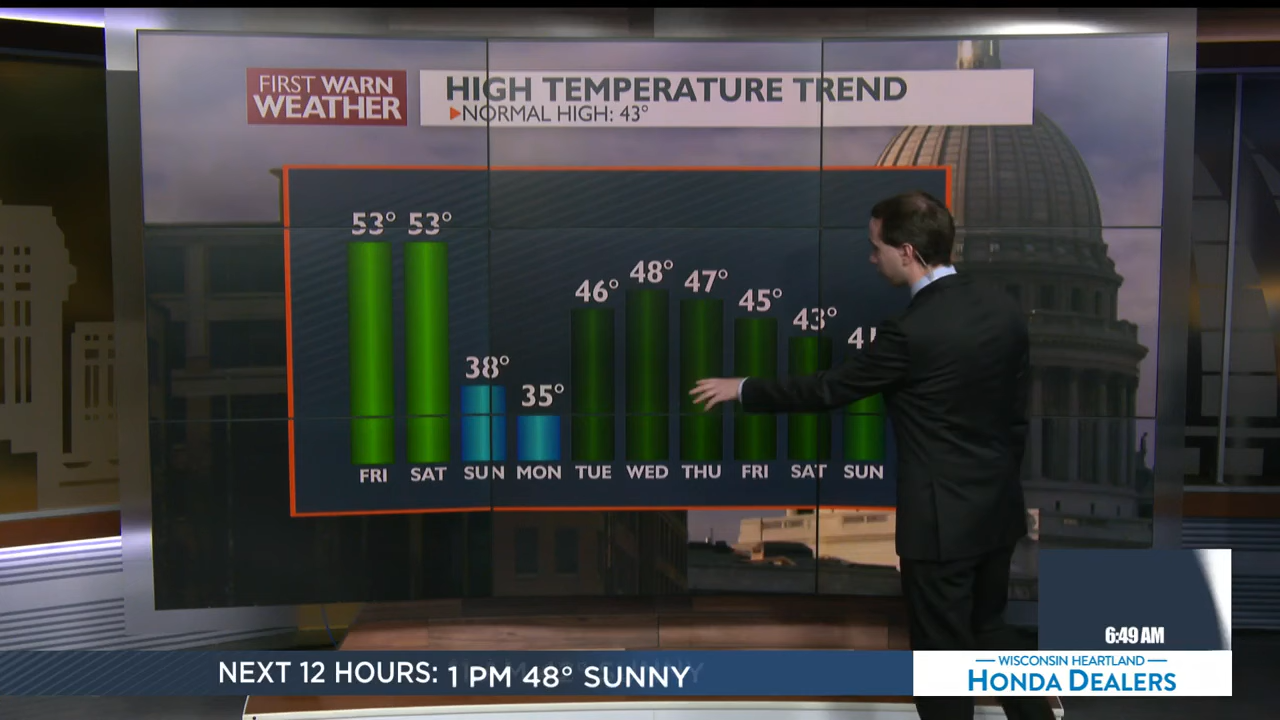 FIRST WARN
WEATHER
HIGH TEMPERATURE TREND
NORMAL HIGH: 43°
53° 53° 38° 35° 46° 48° 47° 45° 43°
FRI SAT SUN MON TUE WED THU FRI SAT SUN
6:49 AM
NEXT 12 HOURS: 1 PM 48° SUNNY
WISCONSIN HEARTLAND
HONDA DEALERS